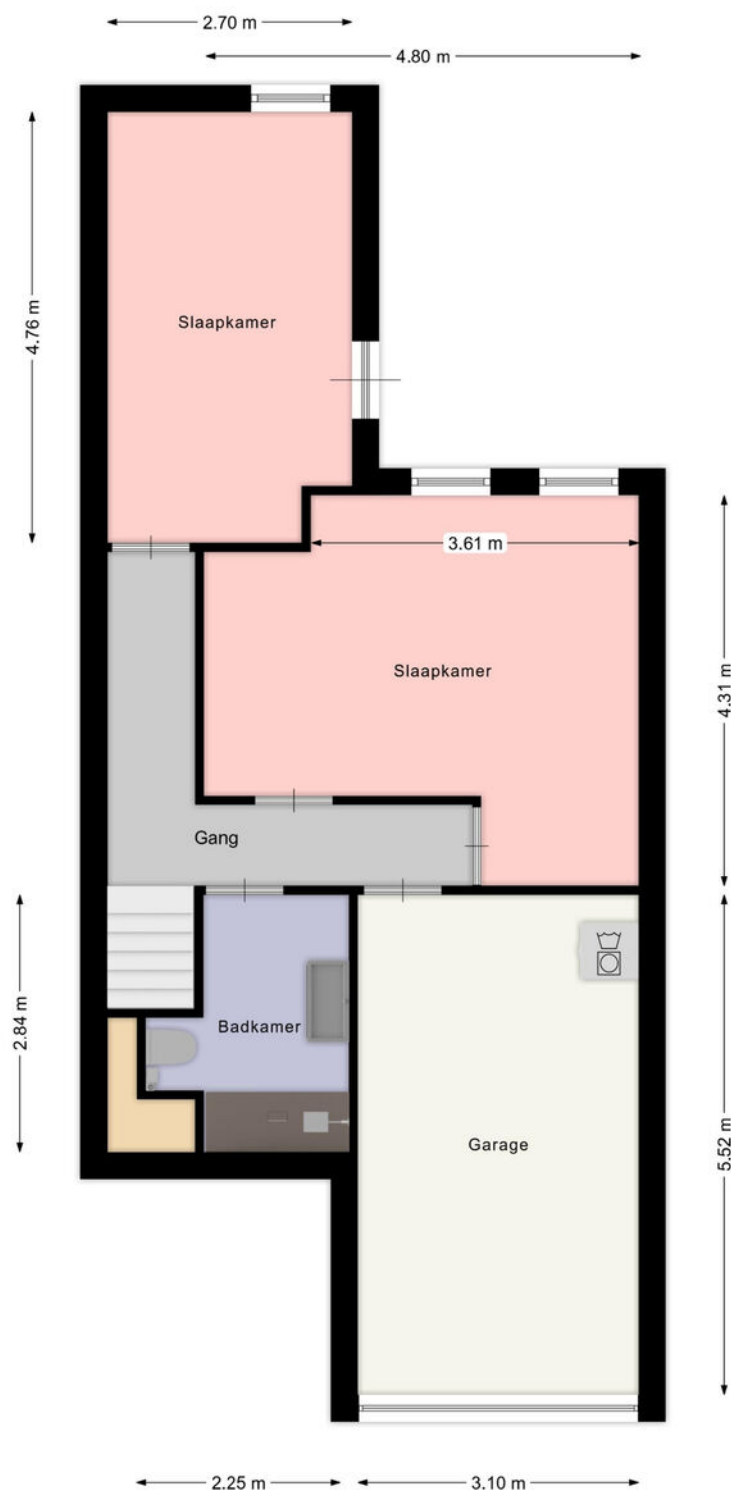 2.70 m
4.80 m
4.76 m
Slaapkamer
3.61 m
Slaapkamer
4.31 m
Gang
2.84 m
Badkamer
Garage
5.52 m
2.25 m
3.10 m